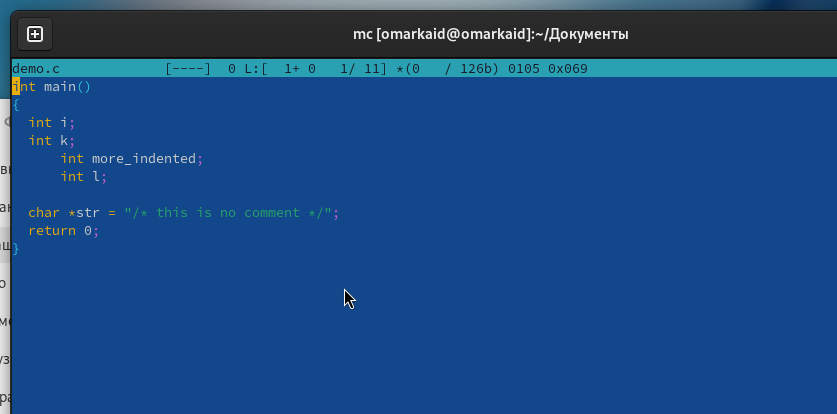 mc [omarkaid@omarkaid]:~/Документы
demo.c [----] 0 L:[ 1+ 0 1/ 11] *(0 / 126b) 0105 0x069
int main()
{
int i;
int k;
int more_indented;
int l;
char *str = "/* this is no comment */";
return 0;
}